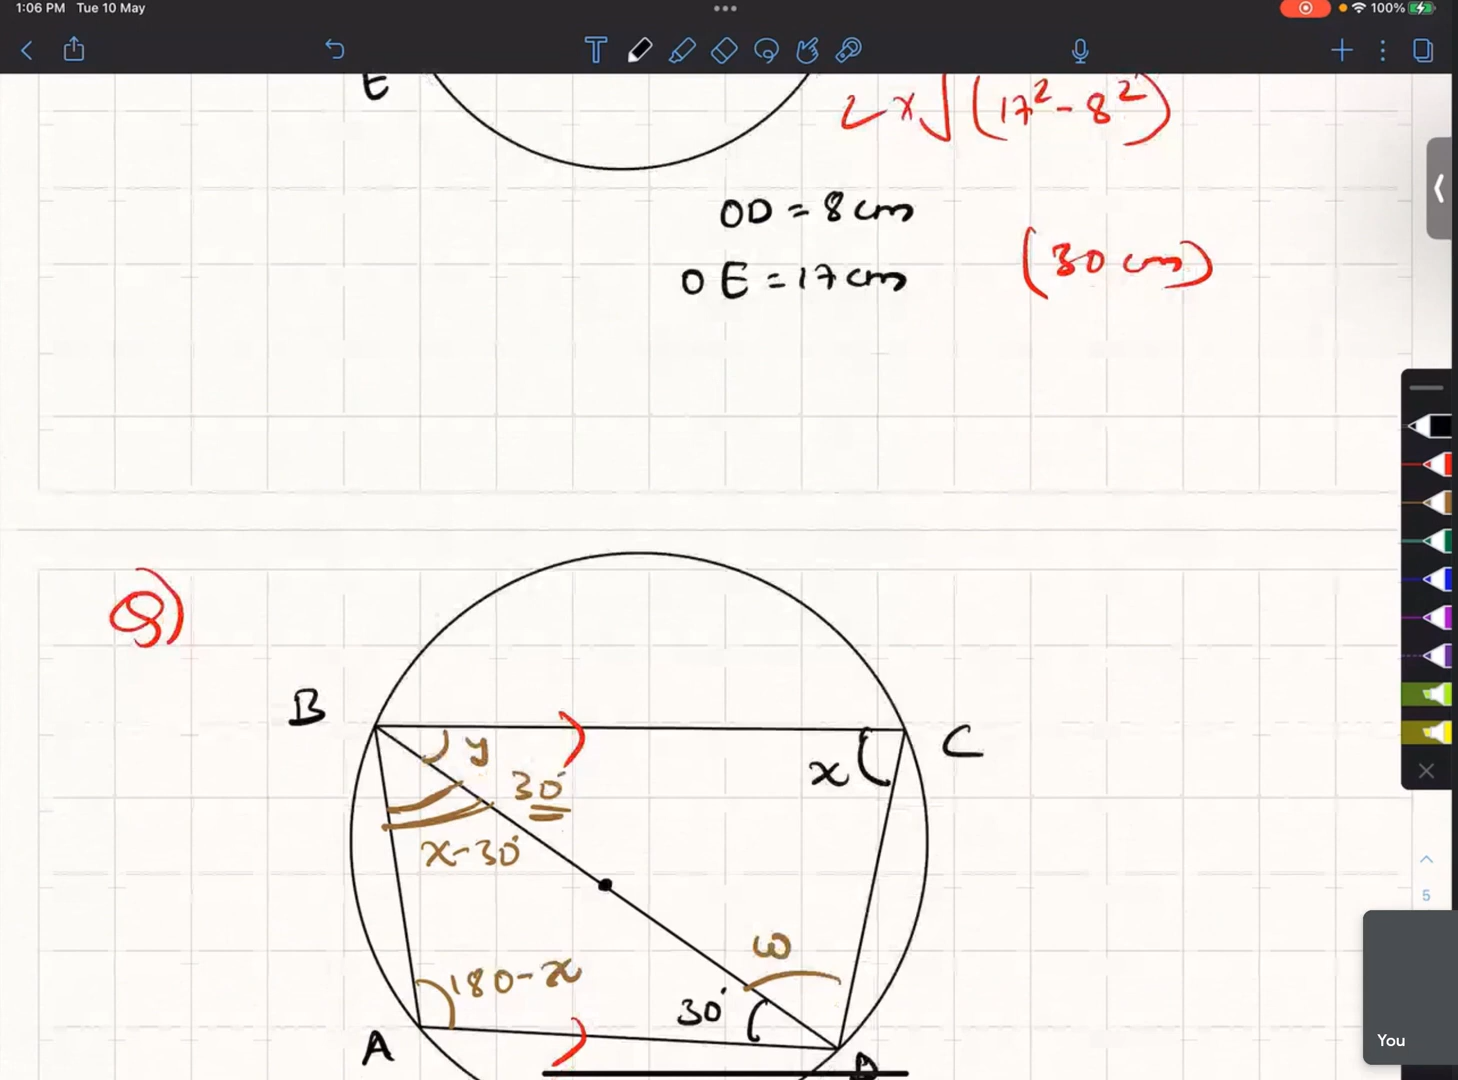 1:06 PM Tue 10 May
100%
E
2 x √(17² - 8²)
OD = 8 cm
OE = 17 cm
(30 cm)
Q)
B
C
y
30°
x
x-30°
ω
180-x
30°
A
D
5
You